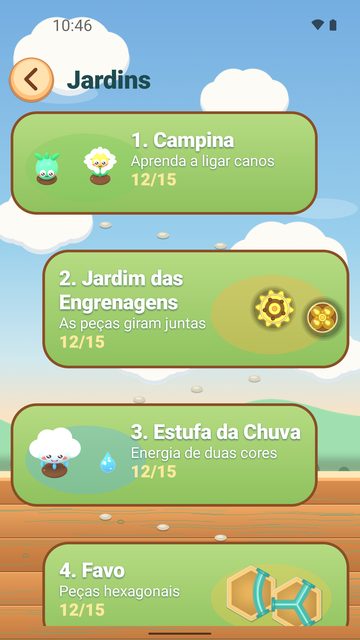 10:46
Jardins
1. Campina
Aprenda a ligar canos
12/15
2. Jardim das
Engrenagens
As peças giram juntas
12/15
3. Estufa da Chuva
Energia de duas cores
12/15
4. Favo
Peças hexagonais
12/15